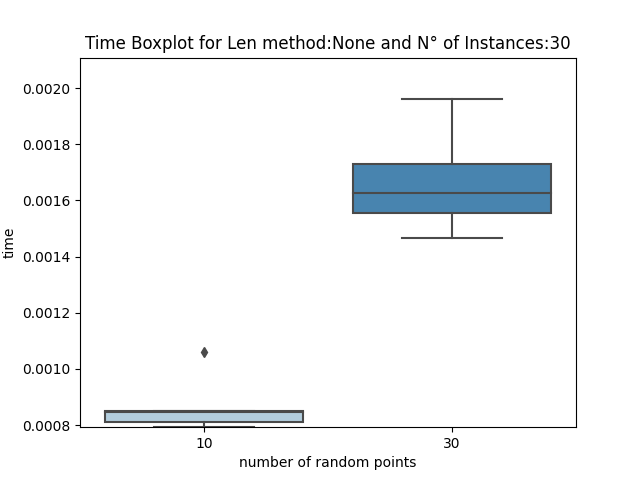 Time Boxplot for Len method:None and N° of Instances:30
0.0020
0.0018
0.0016
0.0014
0.0012
0.0010
0.0008
time
10 30
number of random points